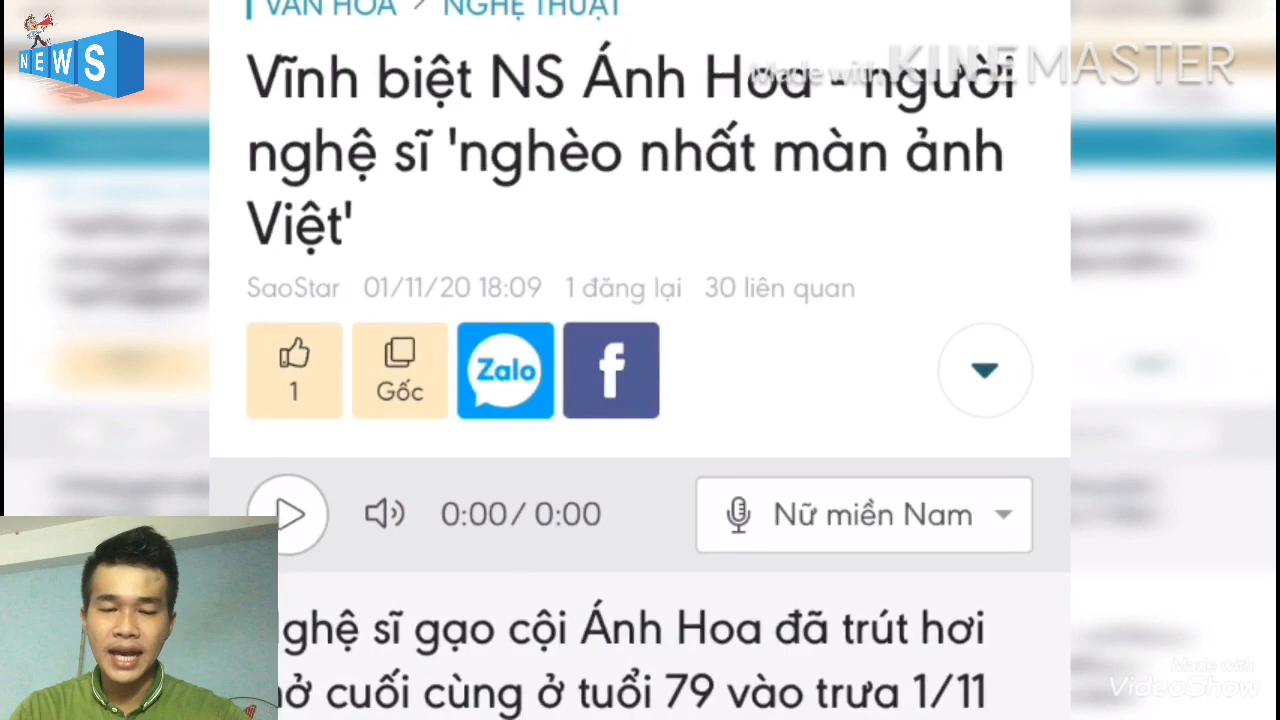 VĂN HÓA > NGHỆ THUẬT
NEWS
Made with KINEMASTER
Vĩnh biệt NS Ánh Hoa - người
nghệ sĩ 'nghèo nhất màn ảnh
Việt'
SaoStar 01/11/20 18:09 1 đăng lại 30 liên quan
1
Gốc
Zalo
f
0:00/ 0:00
Nữ miền Nam
ghệ sĩ gạo cội Ánh Hoa đã trút hơi
ở cuối cùng ở tuổi 79 vào trưa 1/11
Made with
VideoShow